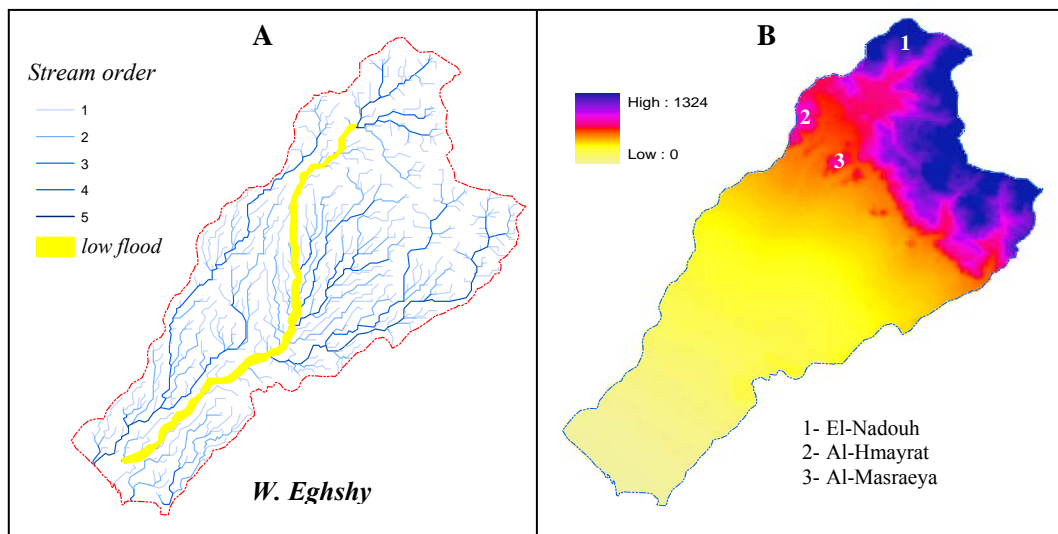 A
Stream order
1
2
3
4
5
low flood
W. Eghshy
B
High : 1324
Low : 0
1
2
3
1- El-Nadouh
2- Al-Hmayrat
3- Al-Masraeya